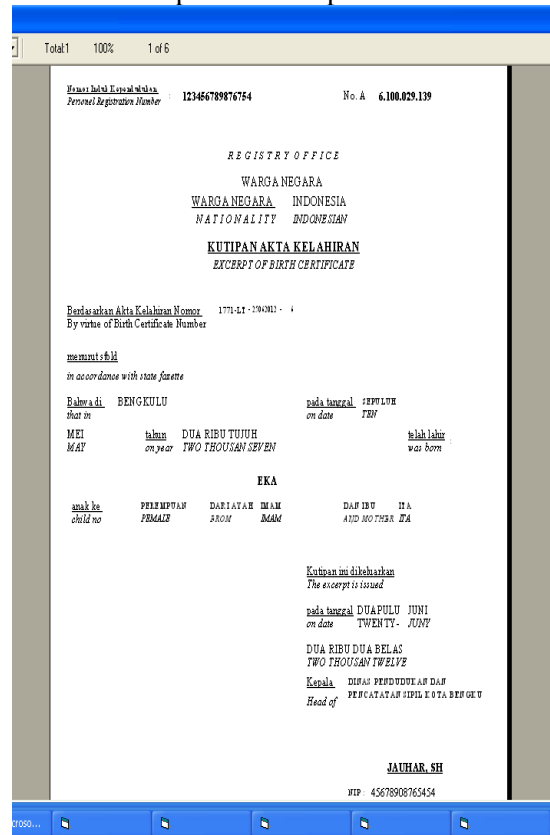 Total:1 100% 1 of 6
Nomor Induk Kependudukan :
Personel Registration Number 123456789876754 No. A 6.100.029.139
REGISTRY OFFICE
WARGA NEGARA
WARGA NEGARA INDONESIA
NATIONALITY INDONESIAN
KUTIPAN AKTA KELAHIRAN
EXCERPT OF BIRTH CERTIFICATE
Berdasarkan Akta Kelahiran Nomor 1771-LT - 25062012 -
By virtue of Birth Certificate Number
menurut stbld
in accordance with state fazette
Bahwa di BENGKULU pada tanggal SEPULUH
that in on date TEN
MEI tahun DUA RIBU TUJUH telah lahir :
MAY on year TWO THOUSAN SEVEN was born
EKA
anak ke PEREMPUAN DARI AYAH IMAM DAN IBU ITA
child no FEMALE IMAM AND MOTHER ITA
Kutipan ini dikeluarkan
The excerpt is issued
pada tanggal DUAPULU JUNI
on date TWENTY- JUNY
DUA RIBU DUA BELAS
TWO THOUSAN TWELVE
Kepala DINAS PENDUDUKAN DAN
Head of PENCATATAN SIPIL KOTA BENGKU
JAUHAR, SH
NIP : 45678908765454
croso...